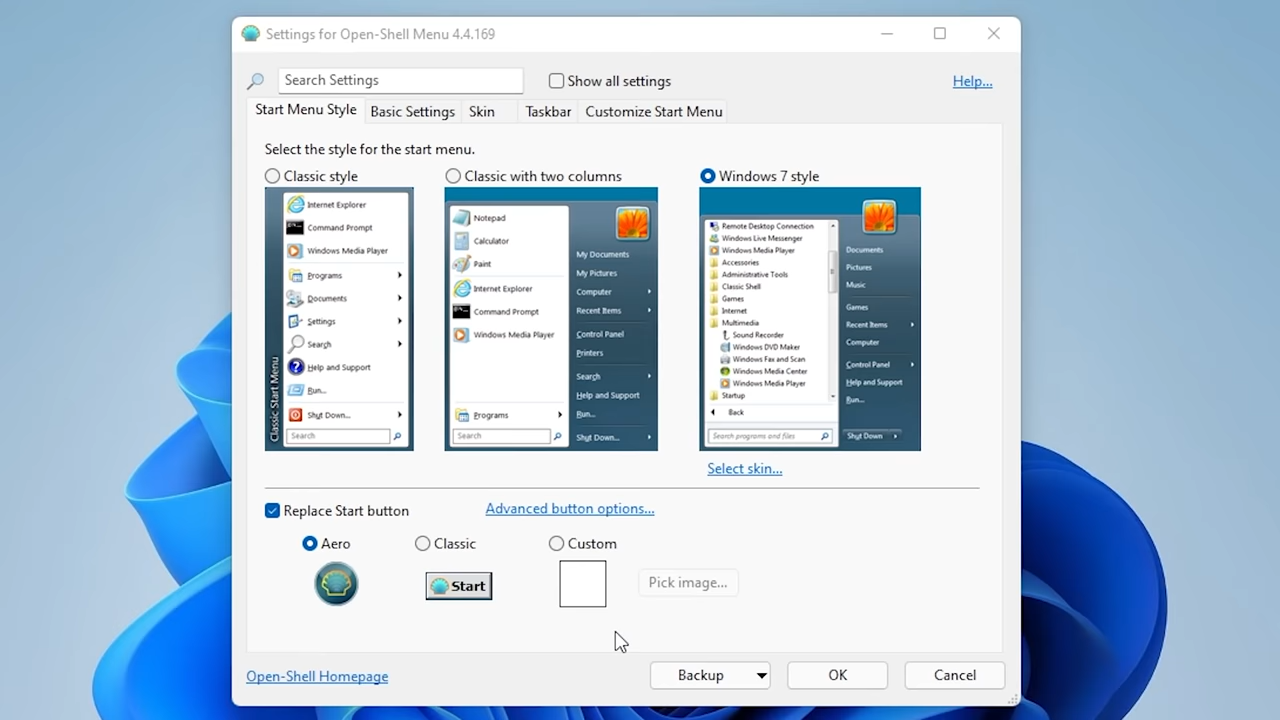 Settings for Open-Shell Menu 4.4.169
Search Settings
Show all settings
Help...
Start Menu Style
Basic Settings
Skin
Taskbar
Customize Start Menu
Select the style for the start menu.
Classic style
Classic with two columns
Windows 7 style
Internet Explorer
Command Prompt
Windows Media Player
Programs
Documents
Settings
Search
Help and Support
Run...
Shut Down...
Search
Classic Start Menu
Notepad
Calculator
Paint
Internet Explorer
Command Prompt
Windows Media Player
Programs
Search
My Documents
My Pictures
Computer
Recent Items
Control Panel
Printers
Search
Help and Support
Run...
Shut Down...
Remote Desktop Connection
Windows Live Messenger
Windows Media Player
Accessories
Administrative Tools
Classic Shell
Games
Internet
Multimedia
Sound Recorder
Windows DVD Maker
Windows Fax and Scan
Windows Media Center
Windows Media Player
Startup
Back
Search programs and files
Documents
Pictures
Music
Games
Recent Items
Computer
Control Panel
Help and Support
Run...
Shut Down
Select skin...
Replace Start button
Advanced button options...
Aero
Classic
Custom
Start
Pick image...
Open-Shell Homepage
Backup
OK
Cancel